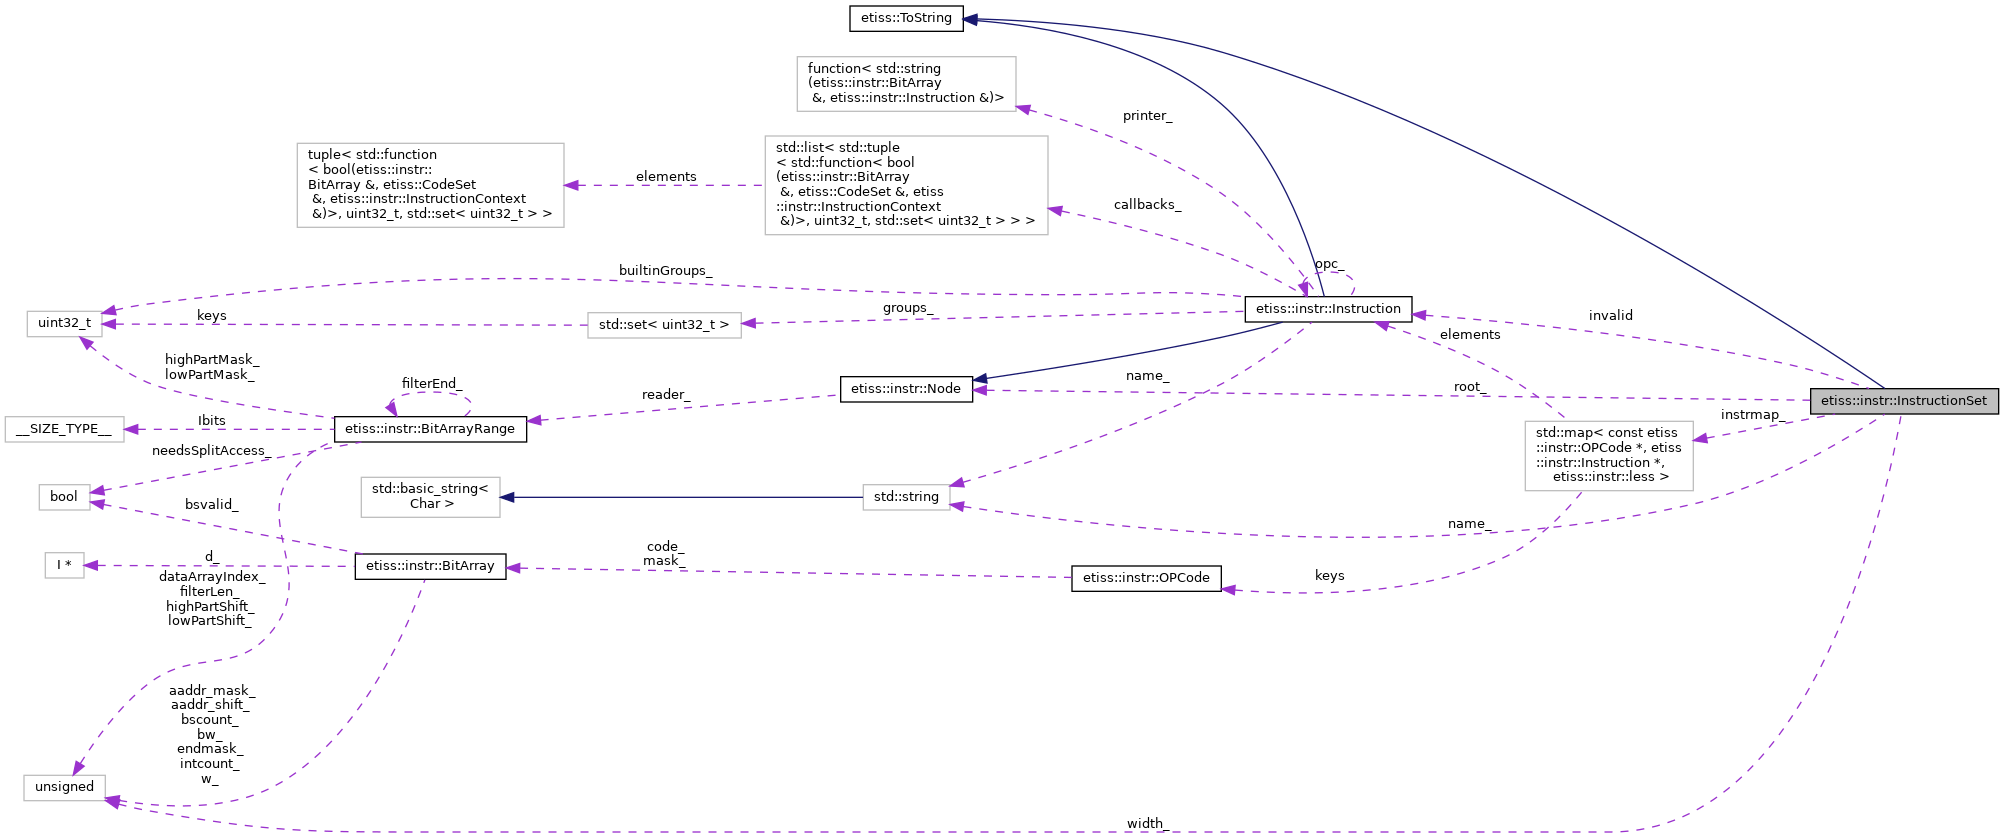 etiss::ToString
function< std::string
(etiss::instr::BitArray
&, etiss::instr::Instruction &)>
printer_
tuple< std::function
< bool(etiss::instr::
BitArray &, etiss::CodeSet
&, etiss::instr::InstructionContext
&)>, uint32_t, std::set< uint32_t > >
elements
std::list< std::tuple
< std::function< bool
(etiss::instr::BitArray
&, etiss::CodeSet &, etiss
::instr::InstructionContext
&)>, uint32_t, std::set< uint32_t > > >
callbacks_
builtinGroups_
opc_
uint32_t
keys
std::set< uint32_t >
groups_
etiss::instr::Instruction
invalid
elements
highPartMask_
lowPartMask_
filterEnd_
reader_
etiss::instr::Node
name_
root_
etiss::instr::InstructionSet
instrmap_
__SIZE_TYPE__
Ibits
etiss::instr::BitArrayRange
needsSplitAccess_
std::map< const etiss
::instr::OPCode *, etiss
::instr::Instruction *,
etiss::instr::less >
bool
bsvalid_
std::basic_string<
Char >
std::string
name_
I *
d_
etiss::instr::BitArray
code_
mask_
etiss::instr::OPCode
keys
dataArrayIndex_
filterLen_
highPartShift_
lowPartShift_
aaddr_mask_
aaddr_shift_
bscount_
bw_
endmask_
intcount_
w_
unsigned
width_